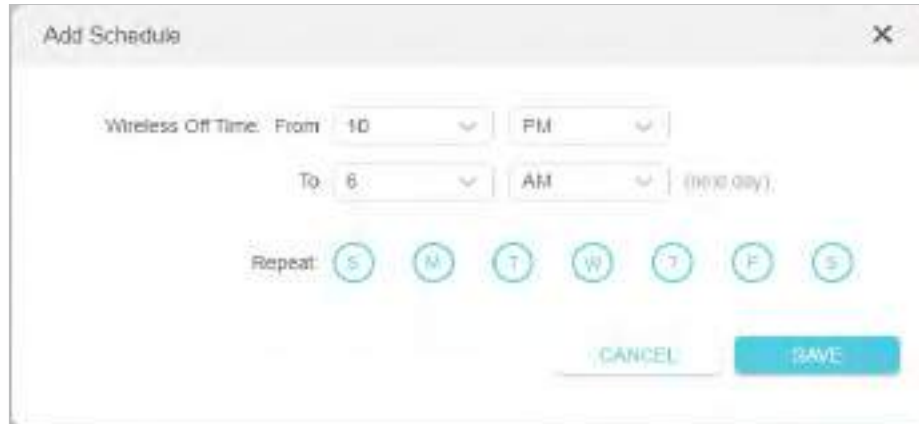 Add Schedule
Wireless Off Time: From 10 PM
To 6 AM (next day)
Repeat: S M T W T F S
CANCEL SAVE